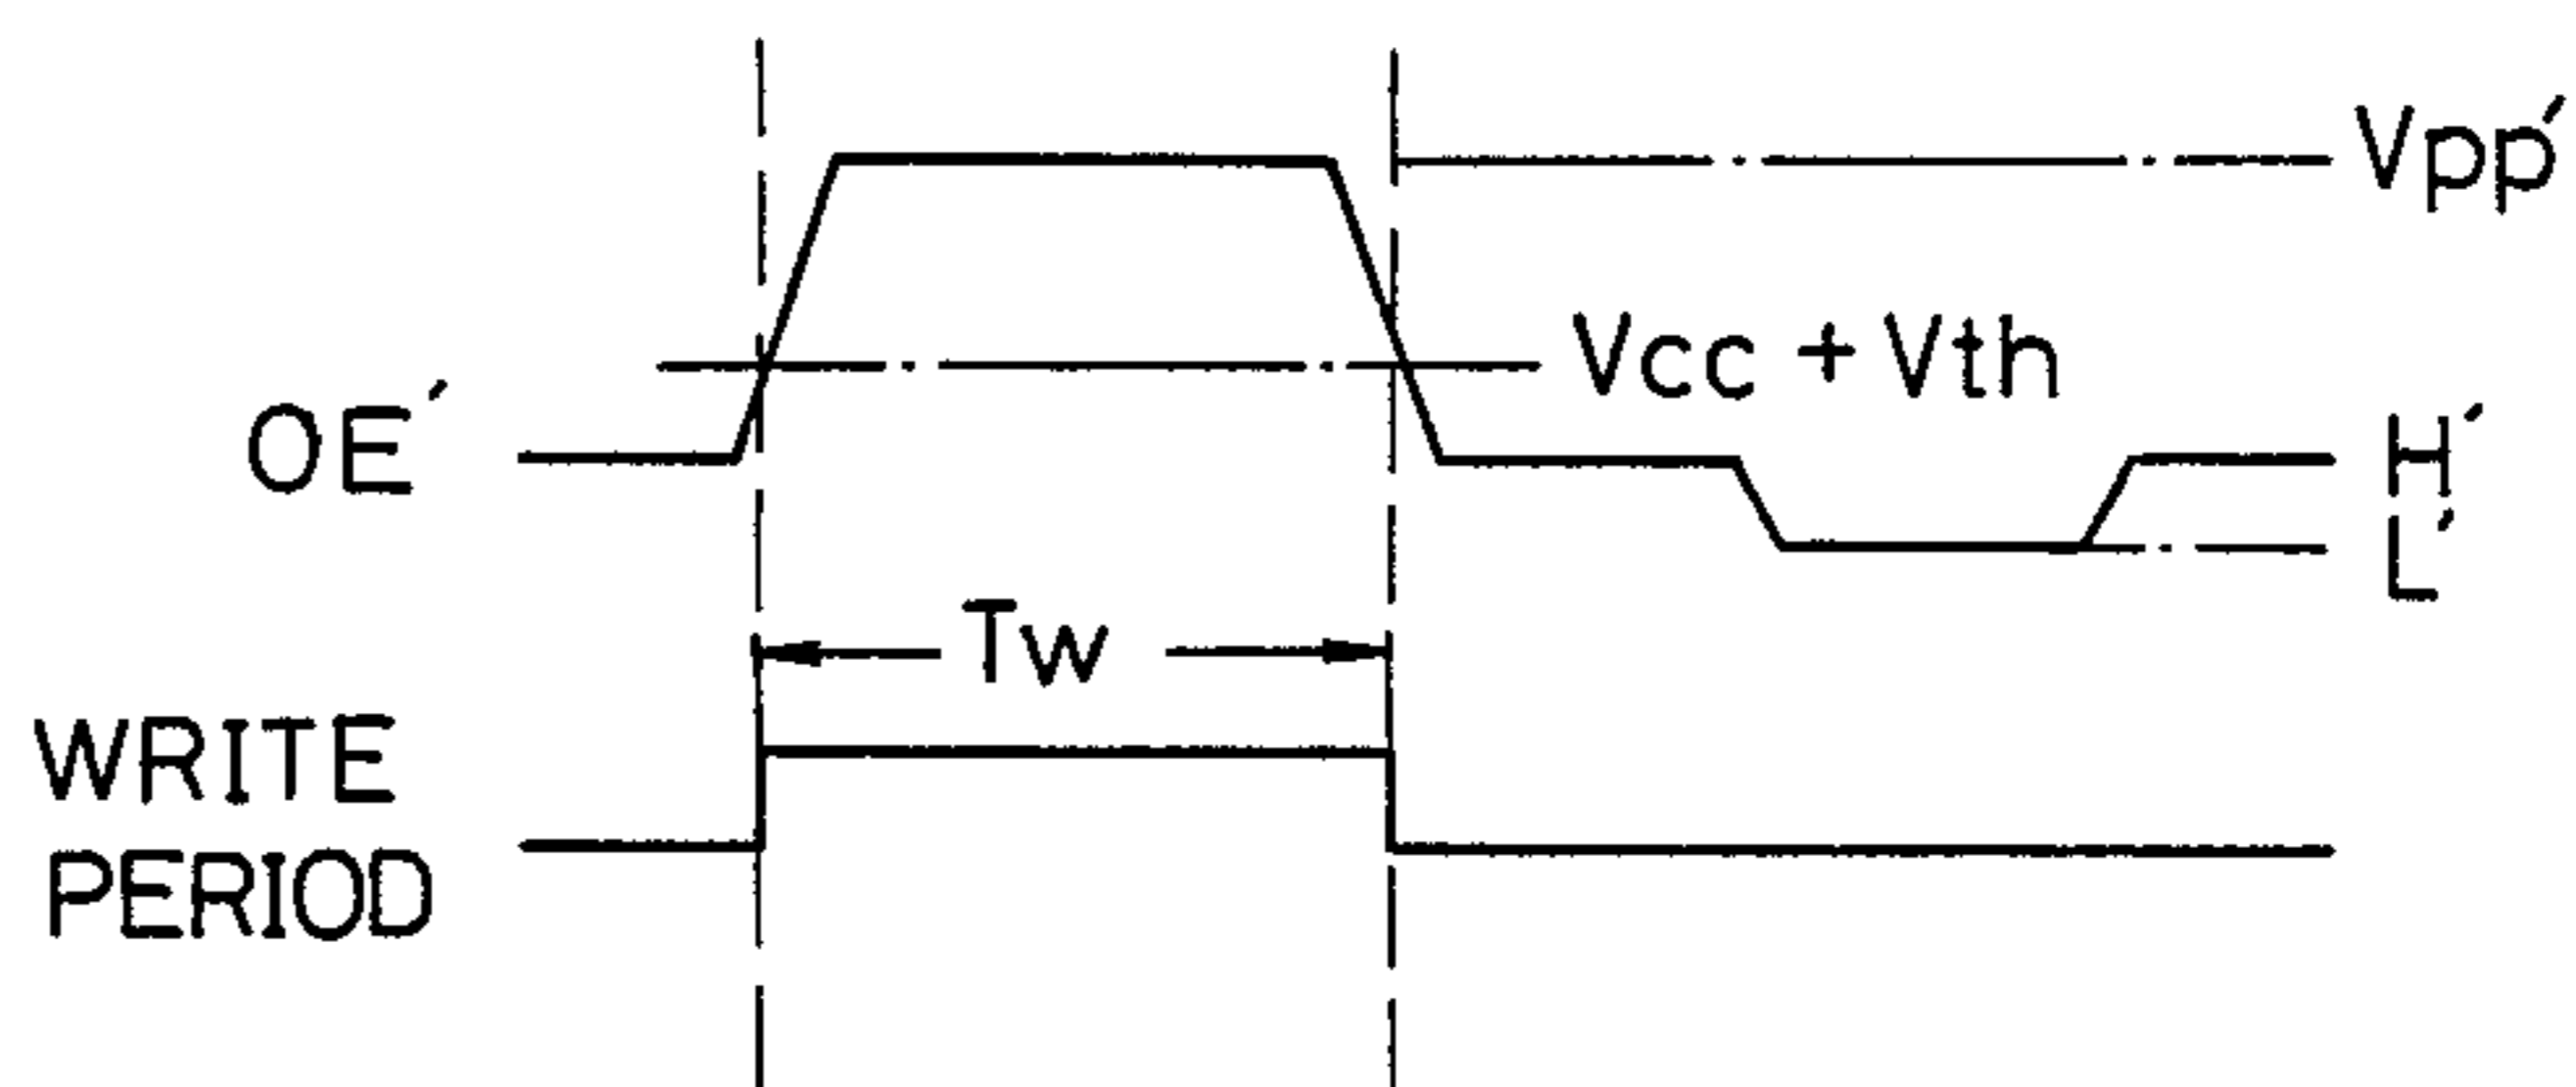 Vpp′
Vcc + Vth
OE′
H′
L′
Tw
WRITE
PERIOD